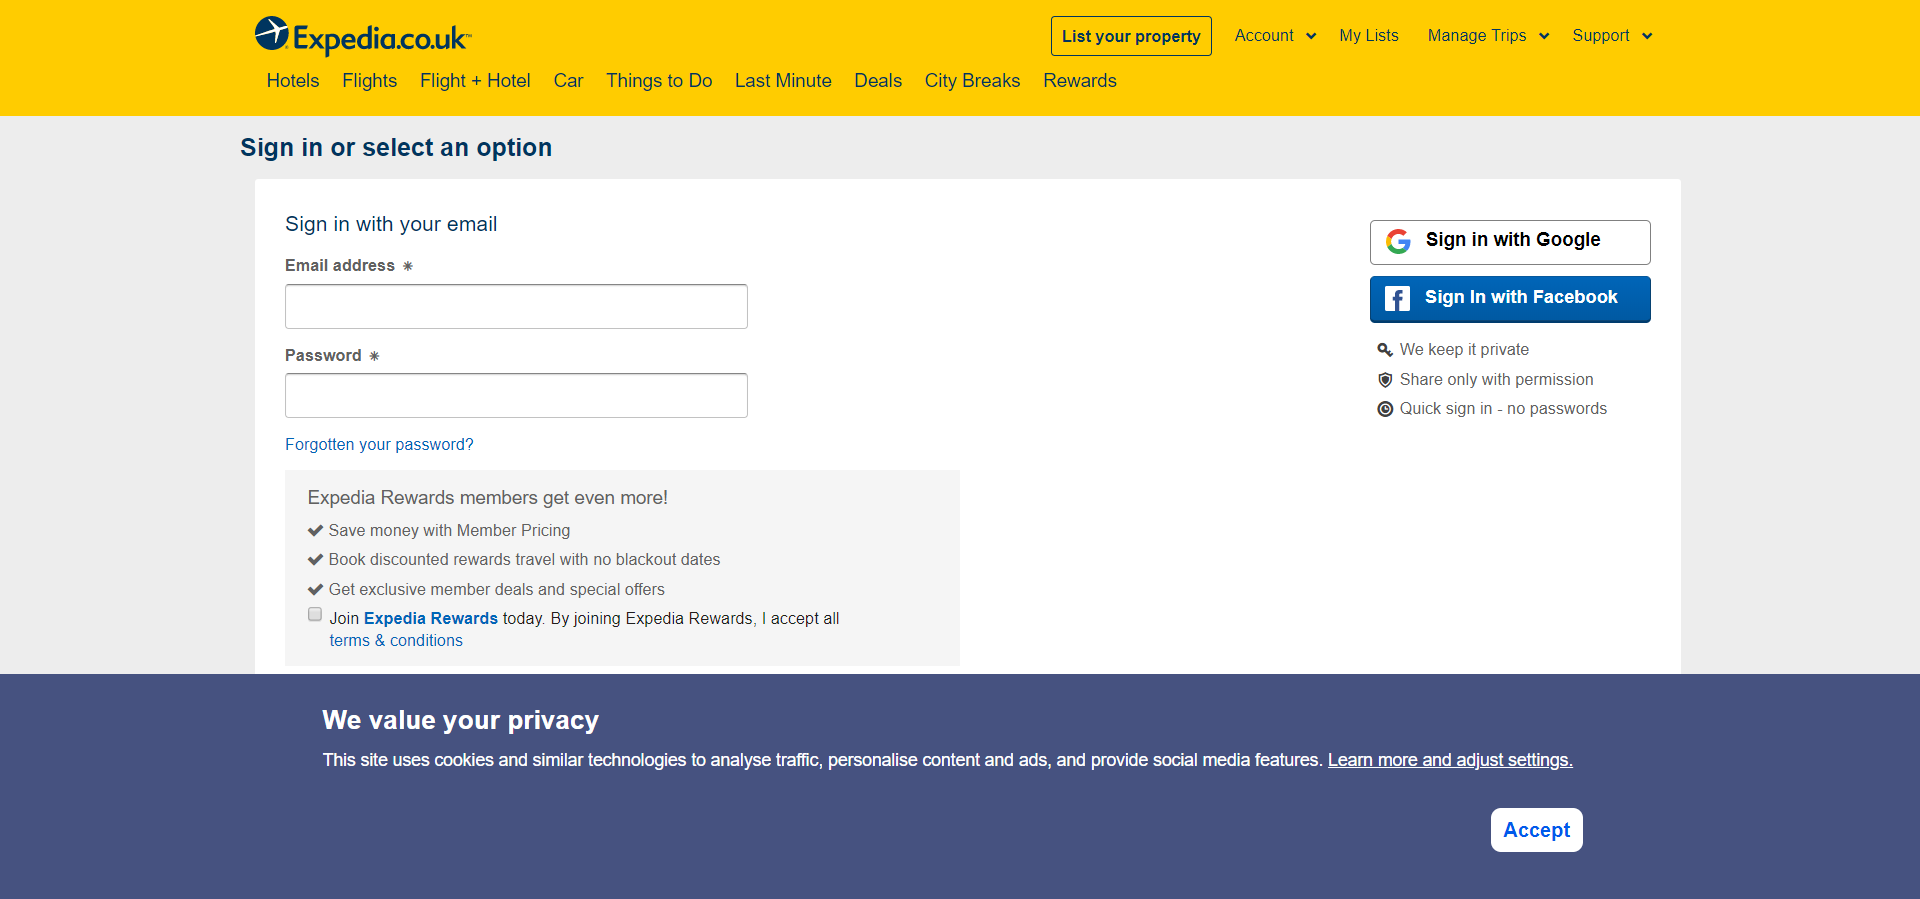 Expedia.co.uk™
List your property Account My Lists Manage Trips Support
Hotels Flights Flight + Hotel Car Things to Do Last Minute Deals City Breaks Rewards
Sign in or select an option
Sign in with your email
Email address *
Password *
Forgotten your password?
Expedia Rewards members get even more!
Save money with Member Pricing
Book discounted rewards travel with no blackout dates
Get exclusive member deals and special offers
Join Expedia Rewards today. By joining Expedia Rewards, I accept all
terms & conditions
Sign in with Google
Sign In with Facebook
We keep it private
Share only with permission
Quick sign in - no passwords
We value your privacy
This site uses cookies and similar technologies to analyse traffic, personalise content and ads, and provide social media features. Learn more and adjust settings.
Accept